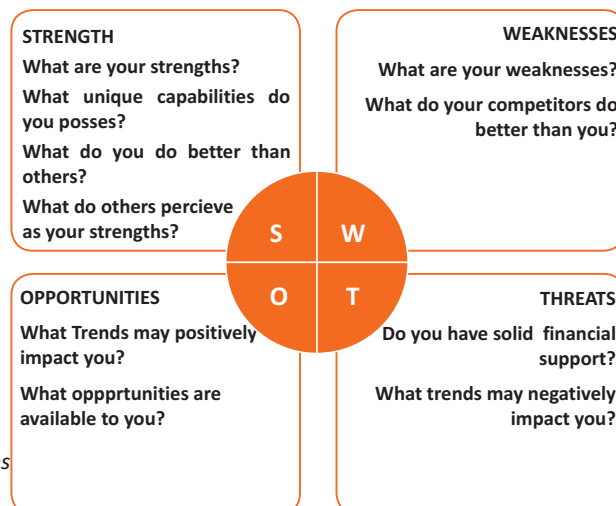 STRENGTH
What are your strengths?
What unique capabilities do
you posses?
What do you do better than
others?
What do others percieve
as your strengths?
WEAKNESSES
What are your weaknesses?
What do your competitors do
better than you?
S
W
O
T
OPPORTUNITIES
What Trends may positively
impact you?
What oppprtunities are
available to you?
THREATS
Do you have solid financial
support?
What trends may negatively
impact you?